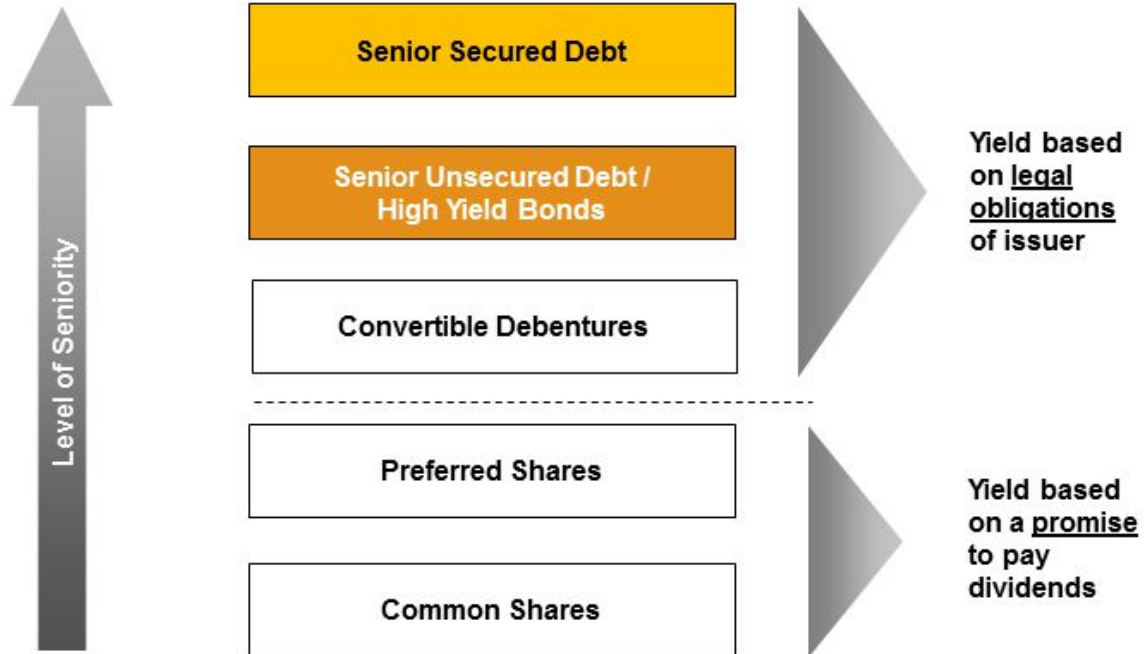 Level of Seniority
Senior Secured Debt
Senior Unsecured Debt /
High Yield Bonds
Convertible Debentures
Yield based
on legal
obligations
of issuer
Preferred Shares
Common Shares
Yield based
on a promise
to pay
dividends